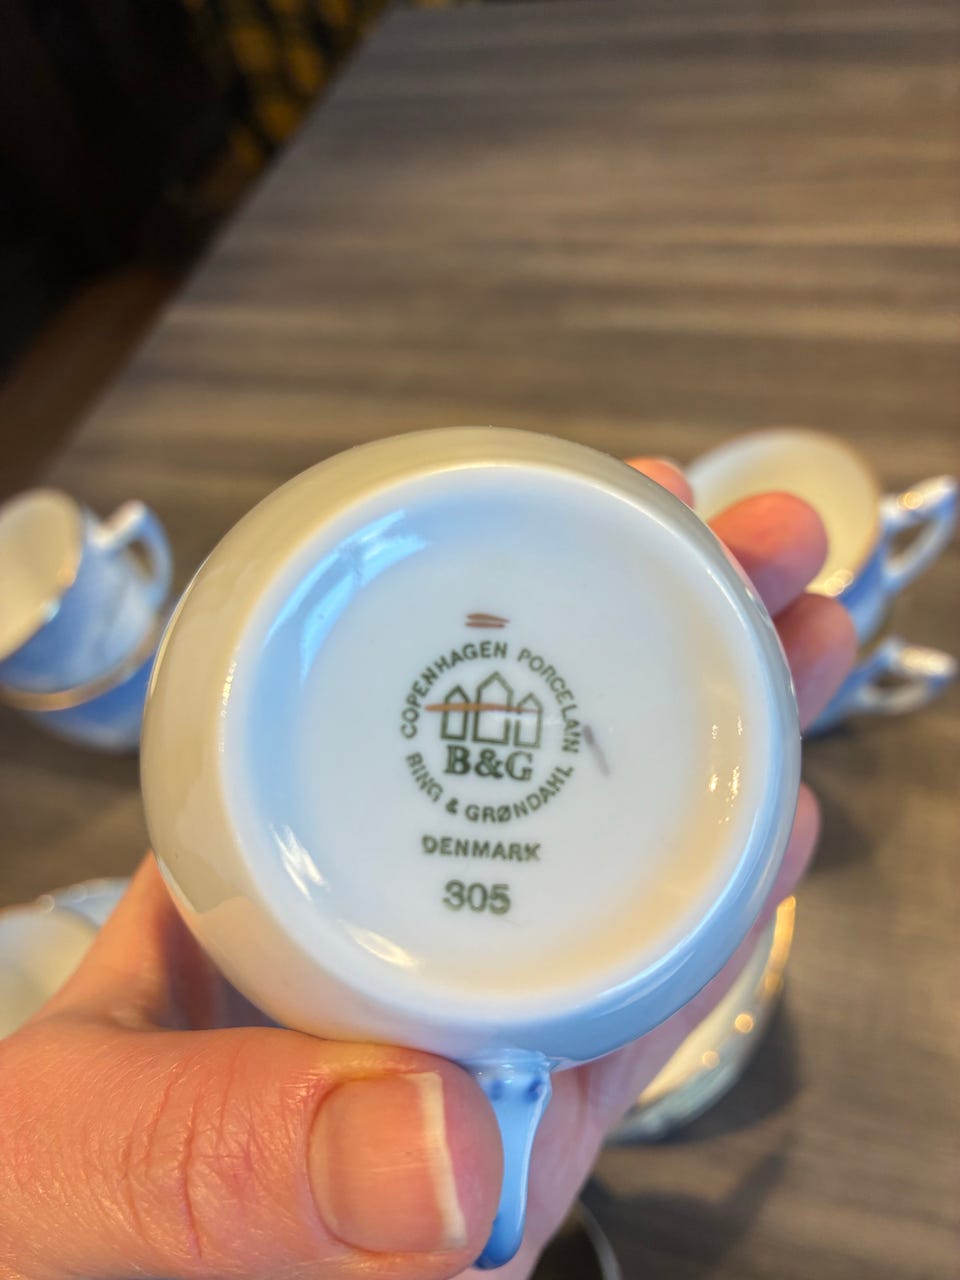 COPENHAGEN PORCELAIN
B&G
BING & GRØNDAHL
DENMARK
305